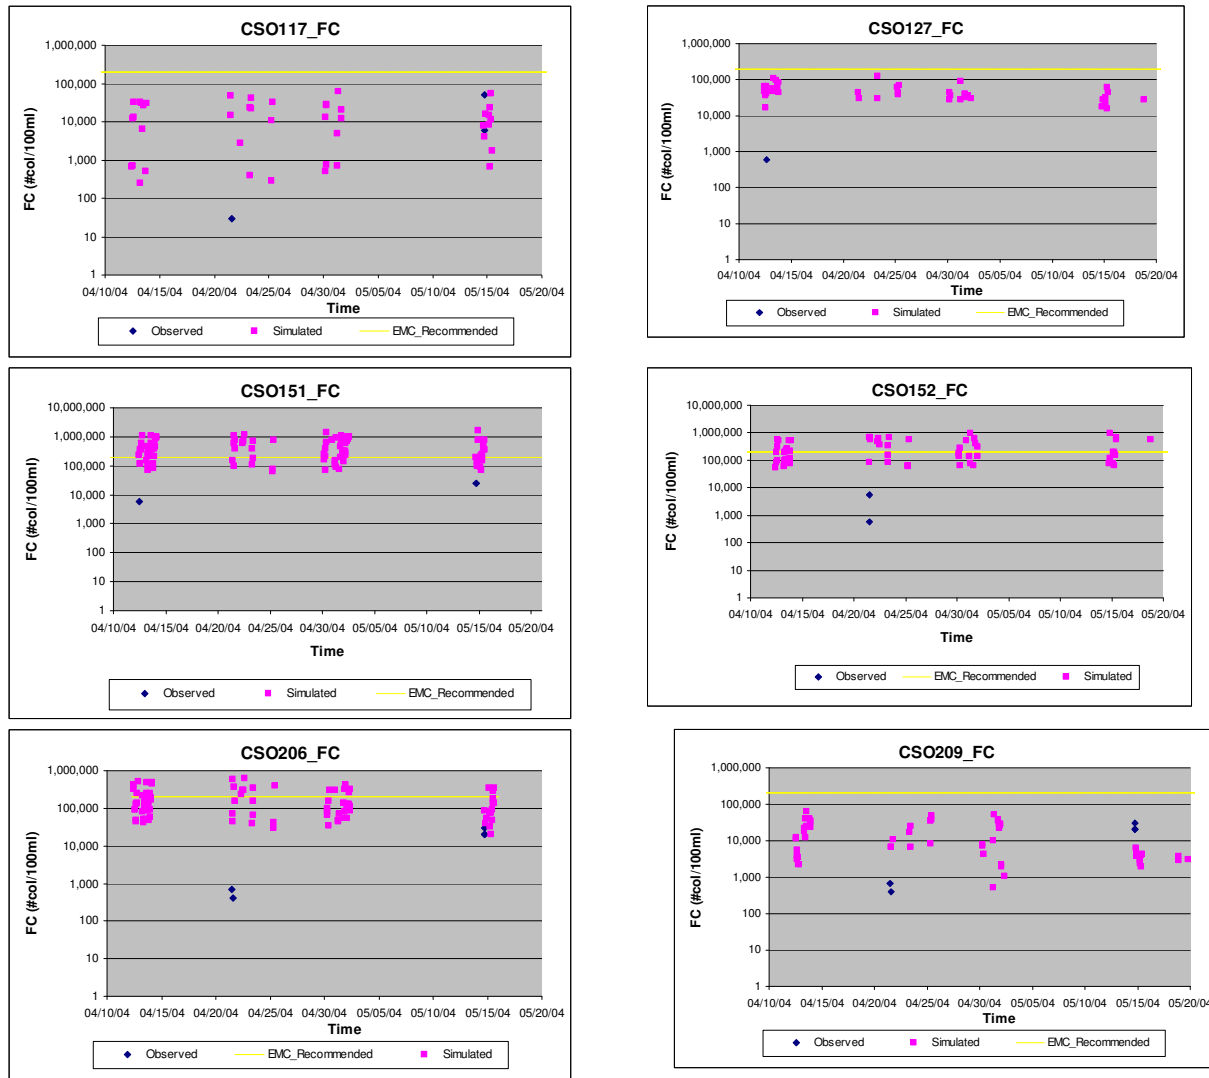 CSO117_FC
1,000,000
100,000
10,000
1,000
100
10
1
FC (#col/100ml)
04/10/04 04/15/04 04/20/04 04/25/04 04/30/04 05/05/04 05/10/04 05/15/04 05/20/04
Time
Observed Simulated EMC_Recommended
CSO127_FC
1,000,000
100,000
10,000
1,000
100
10
1
FC (#col/100ml)
04/10/04 04/15/04 04/20/04 04/25/04 04/30/04 05/05/04 05/10/04 05/15/04 05/20/04
Time
Observed Simulated EMC_Recommended
CSO151_FC
10,000,000
1,000,000
100,000
10,000
1,000
100
10
1
FC (#col/100ml)
04/10/04 04/15/04 04/20/04 04/25/04 04/30/04 05/05/04 05/10/04 05/15/04 05/20/04
Time
Observed Simulated EMC_Recommended
CSO152_FC
10,000,000
1,000,000
100,000
10,000
1,000
100
10
1
FC (#col/100ml)
04/10/04 04/15/04 04/20/04 04/25/04 04/30/04 05/05/04 05/10/04 05/15/04 05/20/04
Time
Observed EMC_Recommended Simulated
CSO206_FC
1,000,000
100,000
10,000
1,000
100
10
1
FC (#col/100ml)
04/10/04 04/15/04 04/20/04 04/25/04 04/30/04 05/05/04 05/10/04 05/15/04 05/20/04
Time
Observed EMC_Recommended Simulated
CSO209_FC
1,000,000
100,000
10,000
1,000
100
10
1
FC (#col/100ml)
04/10/04 04/15/04 04/20/04 04/25/04 04/30/04 05/05/04 05/10/04 05/15/04 05/20/04
Time
Observed Simulated EMC_Recommended